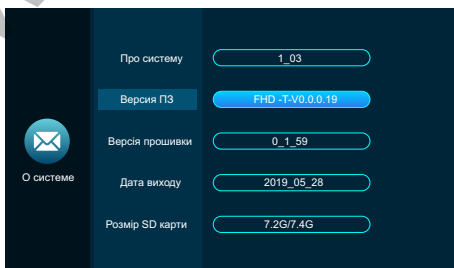 Про систему 1_03
Версия ПЗ FHD -T-V0.0.0.19
Версія прошивки 0_1_59
О системе
Дата виходу 2019_05_28
Розмір SD карти 7.2G/7.4G